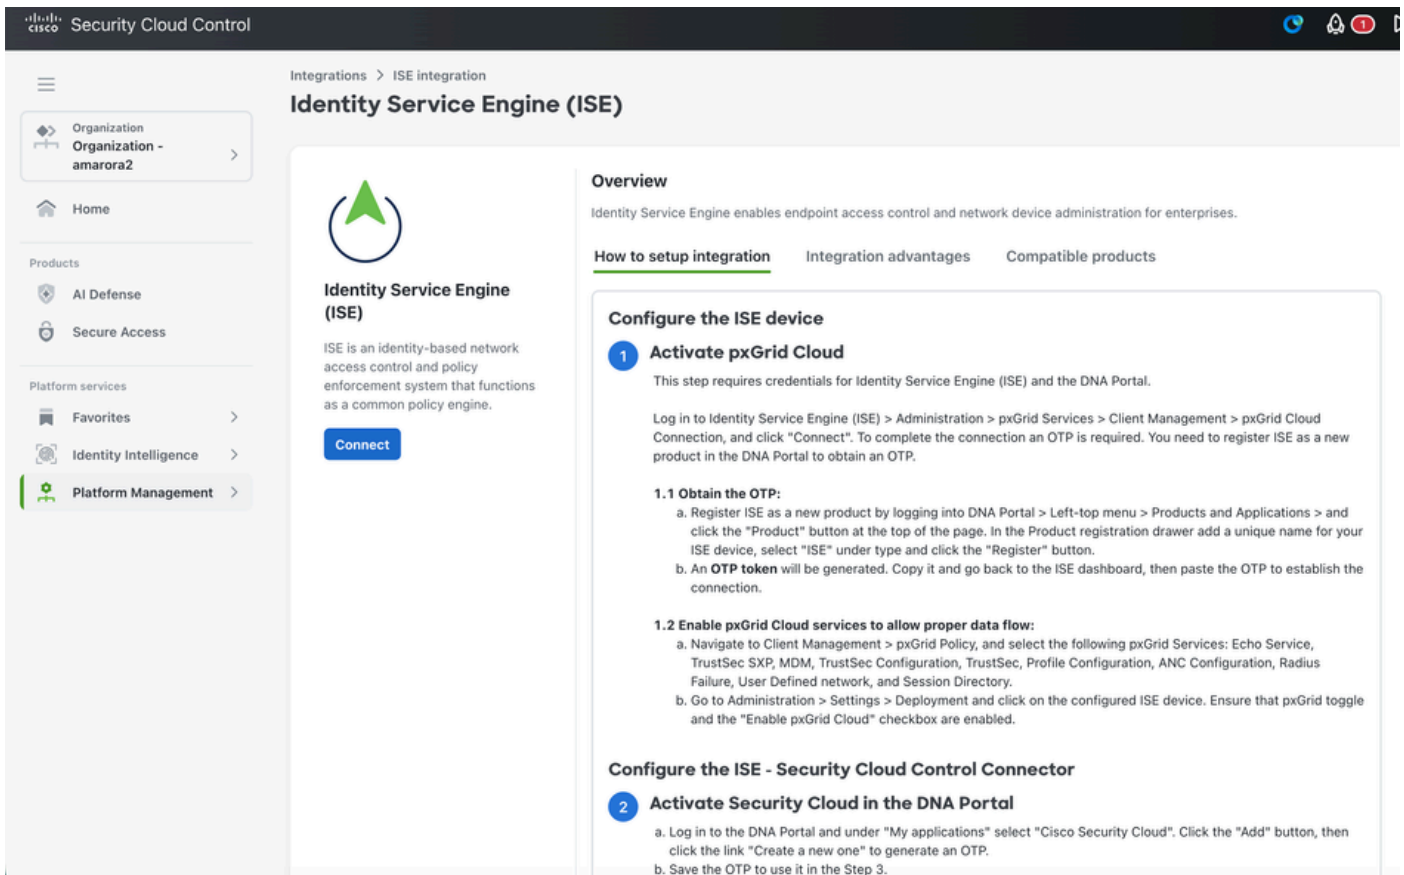 cisco Security Cloud Control
1
Integrations > ISE integration
Identity Service Engine (ISE)
Organization
Organization -
amarora2
Home
Products
AI Defense
Secure Access
Platform services
Favorites
Identity Intelligence
Platform Management
Identity Service Engine
(ISE)
ISE is an identity-based network
access control and policy
enforcement system that functions
as a common policy engine.
Connect
Overview
Identity Service Engine enables endpoint access control and network device administration for enterprises.
How to setup integration Integration advantages Compatible products
Configure the ISE device
1 Activate pxGrid Cloud
This step requires credentials for Identity Service Engine (ISE) and the DNA Portal.
Log in to Identity Service Engine (ISE) > Administration > pxGrid Services > Client Management > pxGrid Cloud
Connection, and click "Connect". To complete the connection an OTP is required. You need to register ISE as a new
product in the DNA Portal to obtain an OTP.
1.1 Obtain the OTP:
a. Register ISE as a new product by logging into DNA Portal > Left-top menu > Products and Applications > and
click the "Product" button at the top of the page. In the Product registration drawer add a unique name for your
ISE device, select "ISE" under type and click the "Register" button.
b. An OTP token will be generated. Copy it and go back to the ISE dashboard, then paste the OTP to establish the
connection.
1.2 Enable pxGrid Cloud services to allow proper data flow:
a. Navigate to Client Management > pxGrid Policy, and select the following pxGrid Services: Echo Service,
TrustSec SXP, MDM, TrustSec Configuration, TrustSec, Profile Configuration, ANC Configuration, Radius
Failure, User Defined network, and Session Directory.
b. Go to Administration > Settings > Deployment and click on the configured ISE device. Ensure that pxGrid toggle
and the "Enable pxGrid Cloud" checkbox are enabled.
Configure the ISE - Security Cloud Control Connector
2 Activate Security Cloud in the DNA Portal
a. Log in to the DNA Portal and under "My applications" select "Cisco Security Cloud". Click the "Add" button, then
click the link "Create a new one" to generate an OTP.
b. Save the OTP to use it in the Step 3.